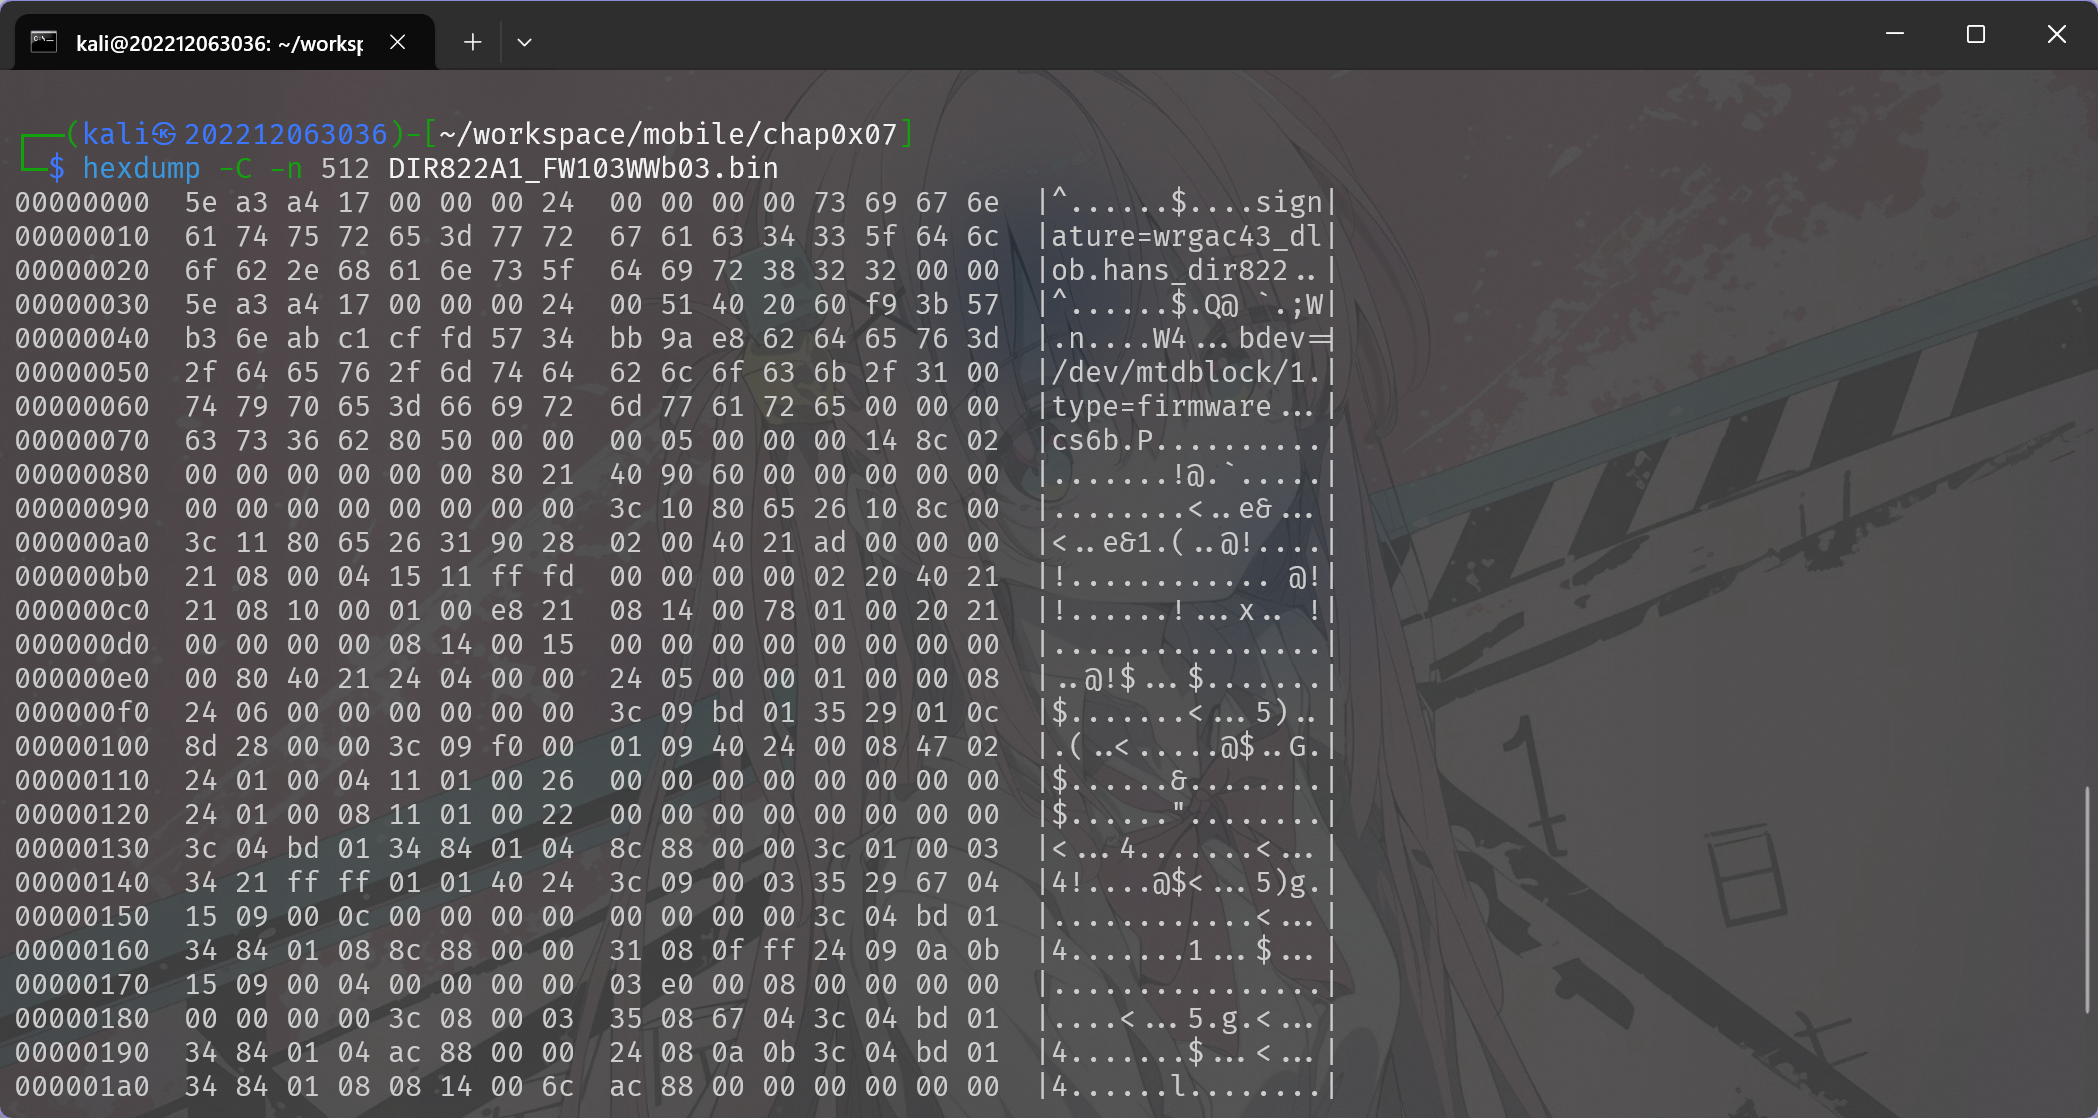 kali@202212063036: ~/worksp
┌──(kali㉿202212063036)-[~/workspace/mobile/chap0x07]
└─$ hexdump -C -n 512 DIR822A1_FW103WWb03.bin
00000000  5e a3 a4 17 00 00 00 24  00 00 00 00 73 69 67 6e  |^......$....sign|
00000010  61 74 75 72 65 3d 77 72  67 61 63 34 33 5f 64 6c  |ature=wrgac43_dl|
00000020  6f 62 2e 68 61 6e 73 5f  64 69 72 38 32 32 00 00  |ob.hans_dir822..|
00000030  5e a3 a4 17 00 00 00 24  00 51 40 20 60 f9 3b 57  |^......$.Q@ `.;W|
00000040  b3 6e ab c1 cf fd 57 34  bb 9a e8 62 64 65 76 3d  |.n....W4...bdev=|
00000050  2f 64 65 76 2f 6d 74 64  62 6c 6f 63 6b 2f 31 00  |/dev/mtdblock/1.|
00000060  74 79 70 65 3d 66 69 72  6d 77 61 72 65 00 00 00  |type=firmware...|
00000070  63 73 36 62 80 50 00 00  00 05 00 00 00 14 8c 02  |cs6b.P..........|
00000080  00 00 00 00 00 00 80 21  40 90 60 00 00 00 00 00  |.......!@.`.....|
00000090  00 00 00 00 00 00 00 00  3c 10 80 65 26 10 8c 00  |........<..e&...|
000000a0  3c 11 80 65 26 31 90 28  02 00 40 21 ad 00 00 00  |<..e&1.(..@!....|
000000b0  21 08 00 04 15 11 ff fd  00 00 00 00 02 20 40 21  |!............ @!|
000000c0  21 08 10 00 01 00 e8 21  08 14 00 78 01 00 20 21  |!......!...x.. !|
000000d0  00 00 00 00 08 14 00 15  00 00 00 00 00 00 00 00  |................|
000000e0  00 80 40 21 24 04 00 00  24 05 00 00 01 00 00 08  |..@!$...$.......|
000000f0  24 06 00 00 00 00 00 00  3c 09 bd 01 35 29 01 0c  |$.......<...5)..|
00000100  8d 28 00 00 3c 09 f0 00  01 09 40 24 00 08 47 02  |.(..<.....@$..G.|
00000110  24 01 00 04 11 01 00 26  00 00 00 00 00 00 00 00  |$......&........|
00000120  24 01 00 08 11 01 00 22  00 00 00 00 00 00 00 00  |$......"........|
00000130  3c 04 bd 01 34 84 01 04  8c 88 00 00 3c 01 00 03  |<...4.......<...|
00000140  34 21 ff ff 01 01 40 24  3c 09 00 03 35 29 67 04  |4!....@$<...5)g.|
00000150  15 09 00 0c 00 00 00 00  00 00 00 00 3c 04 bd 01  |............<...|
00000160  34 84 01 08 8c 88 00 00  31 08 0f ff 24 09 0a 0b  |4.......1...$...|
00000170  15 09 00 04 00 00 00 00  03 e0 00 08 00 00 00 00  |................|
00000180  00 00 00 00 3c 08 00 03  35 08 67 04 3c 04 bd 01  |....<...5.g.<...|
00000190  34 84 01 04 ac 88 00 00  24 08 0a 0b 3c 04 bd 01  |4.......$...<...|
000001a0  34 84 01 08 08 14 00 6c  ac 88 00 00 00 00 00 00  |4......l........|